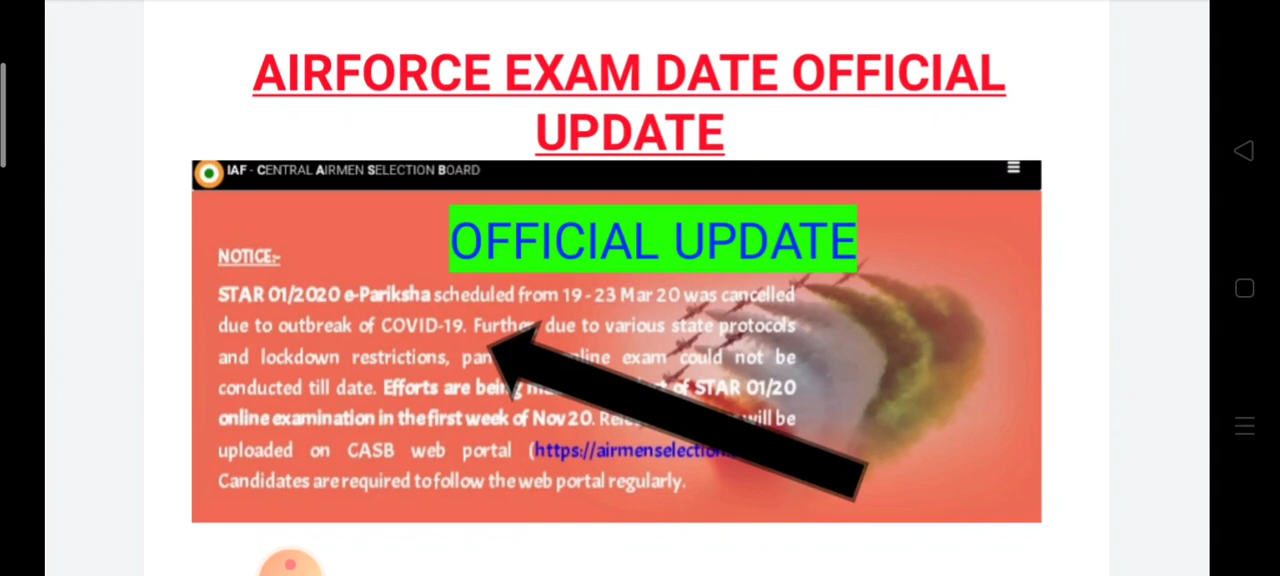 AIRFORCE EXAM DATE OFFICIAL
UPDATE
IAF - CENTRAL AIRMEN SELECTION BOARD
OFFICIAL UPDATE
NOTICE:-
STAR 01/2020 e-Pariksha scheduled from 19 - 23 Mar 20 was cancelled
due to outbreak of COVID-19. Further due to various state protocols
and lockdown restrictions, exam could not be
conducted till date. Efforts are being of STAR 01/20
online examination in the first week of Nov 20. will be
uploaded on CASB web portal (https://airmenselection
Candidates are required to follow the web portal regularly.